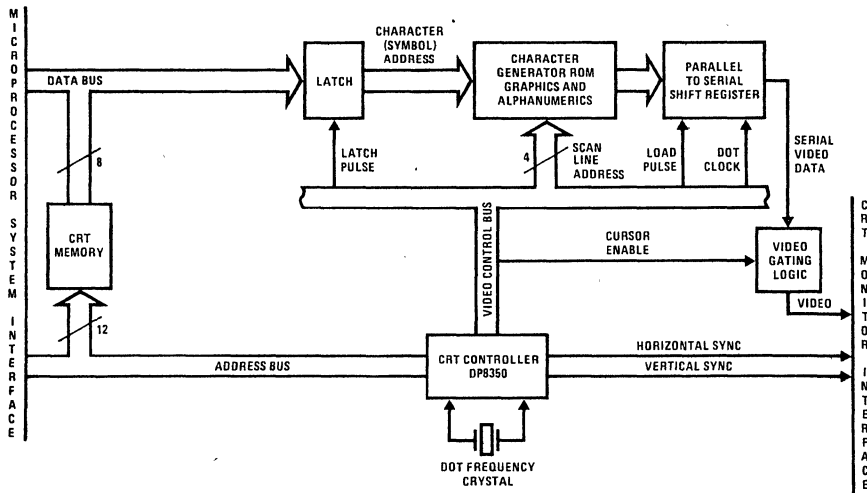 MICROPROCESSOR SYSTEM INTERFACE
DATA BUS
8
CRT
MEMORY
12
ADDRESS BUS
LATCH
CHARACTER
(SYMBOL)
ADDRESS
CHARACTER
GENERATOR ROM
GRAPHICS AND
ALPHANUMERICS
PARALLEL
TO SERIAL
SHIFT REGISTER
LATCH
PULSE
4
SCAN
LINE
ADDRESS
LOAD
PULSE
DOT
CLOCK
SERIAL
VIDEO
DATA
VIDEO CONTROL BUS
CURSOR
ENABLE
VIDEO
GATING
LOGIC
VIDEO
CRT CONTROLLER
DP8350
HORIZONTAL SYNC
VERTICAL SYNC
DOT FREQUENCY
CRYSTAL
CRT MONITOR INTERFACE